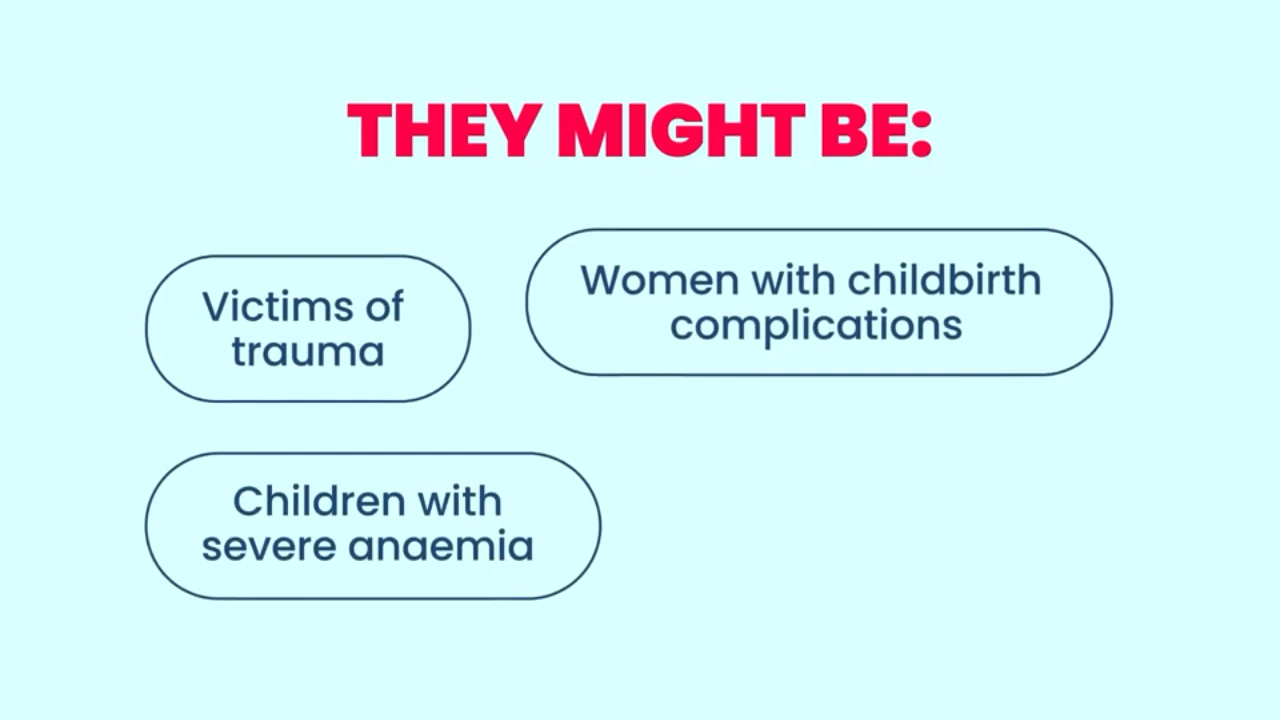 THEY MIGHT BE:
Victims of
trauma
Women with childbirth
complications
Children with
severe anaemia